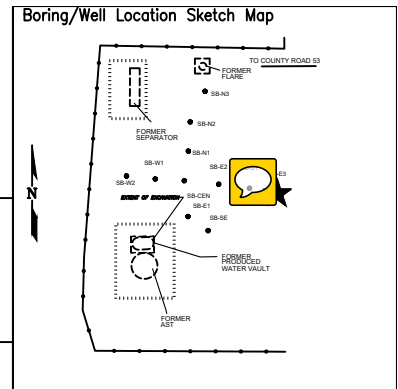 Boring/Well Location Sketch Map
TO COUNTY ROAD 53
FORMER
FLARE
SB-N3
FORMER
SEPARATOR
SB-N2
SB-N1
SB-W1
SB-E2
E3
SB-W2
EXTENT OF EXCAVATION
SB-CEN
SB-E1
SB-SE
N
FORMER
PRODUCED
WATER VAULT
FORMER
AST